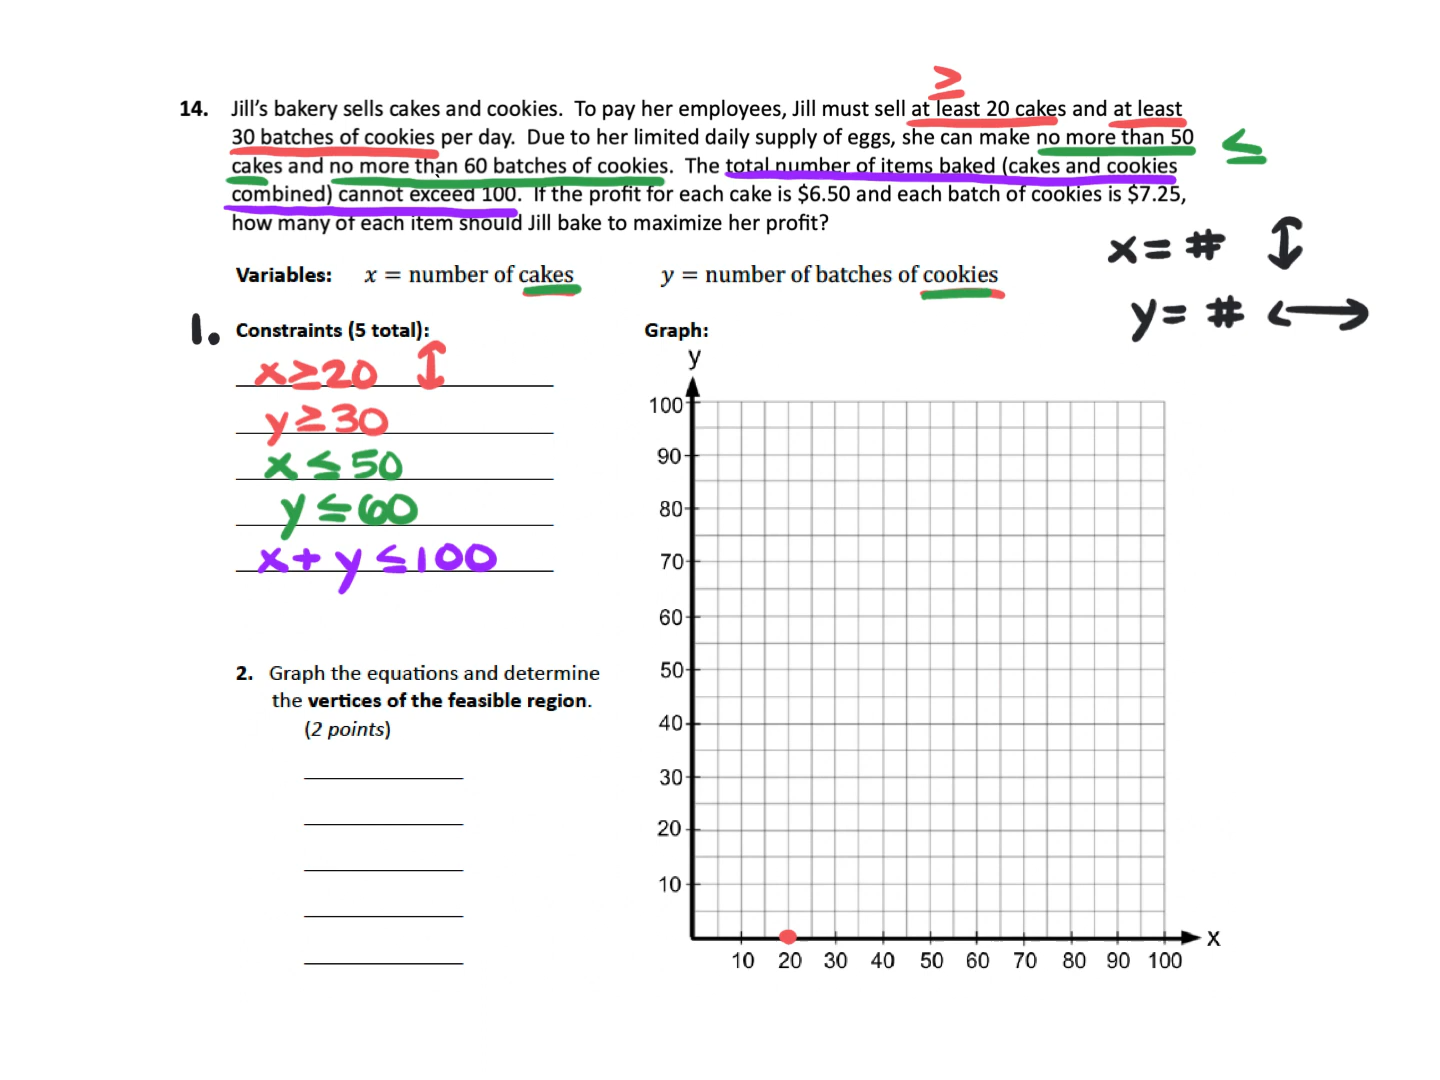 ≥
14. Jill's bakery sells cakes and cookies. To pay her employees, Jill must sell at least 20 cakes and at least
30 batches of cookies per day. Due to her limited daily supply of eggs, she can make no more than 50
≤
cakes and no more than 60 batches of cookies. The total number of items baked (cakes and cookies
combined) cannot exceed 100. If the profit for each cake is $6.50 and each batch of cookies is $7.25,
how many of each item should Jill bake to maximize her profit?
x = # ↕
Variables: x = number of cakes y = number of batches of cookies
y = # ↔
1. Constraints (5 total):
x ≥ 20 ↕
y ≥ 30
x ≤ 50
y ≤ 60
x + y ≤ 100
2. Graph the equations and determine
the vertices of the feasible region.
(2 points)
Graph:
y
100
90
80
70
60
50
40
30
20
10
x
10 20 30 40 50 60 70 80 90 100